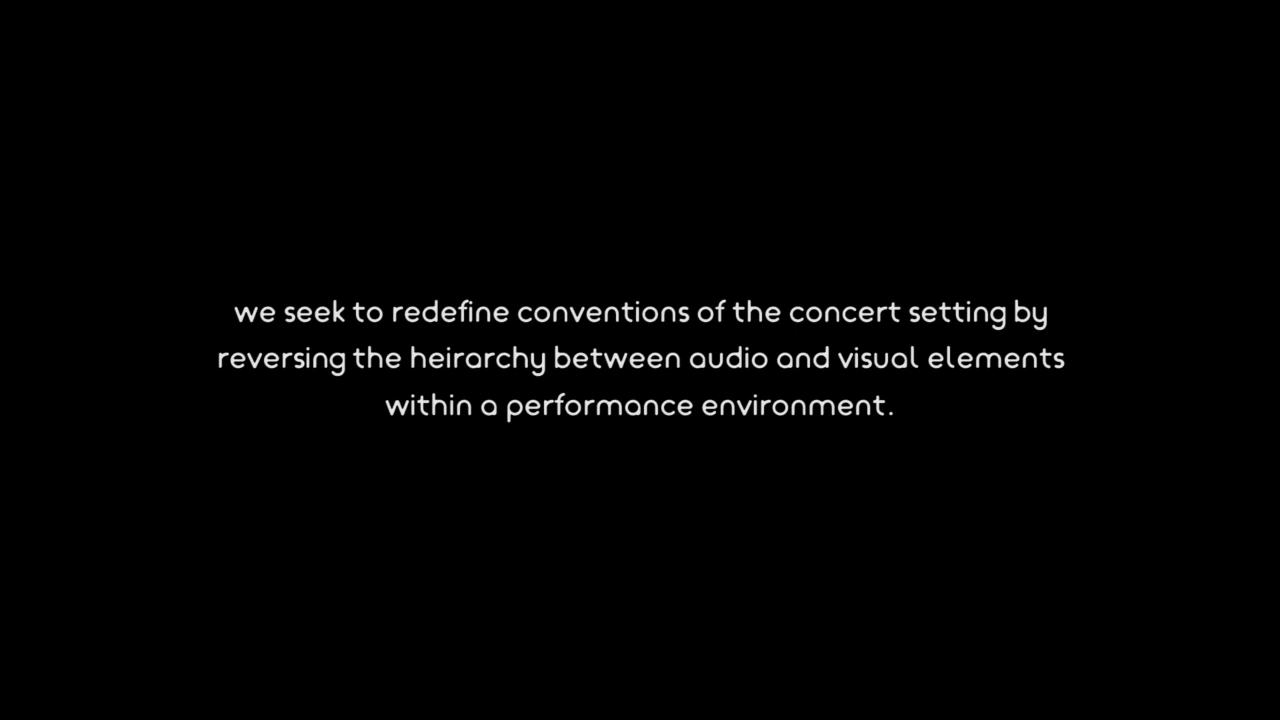 we seek to redefine conventions of the concert setting by
reversing the heirarchy between audio and visual elements
within a performance environment.